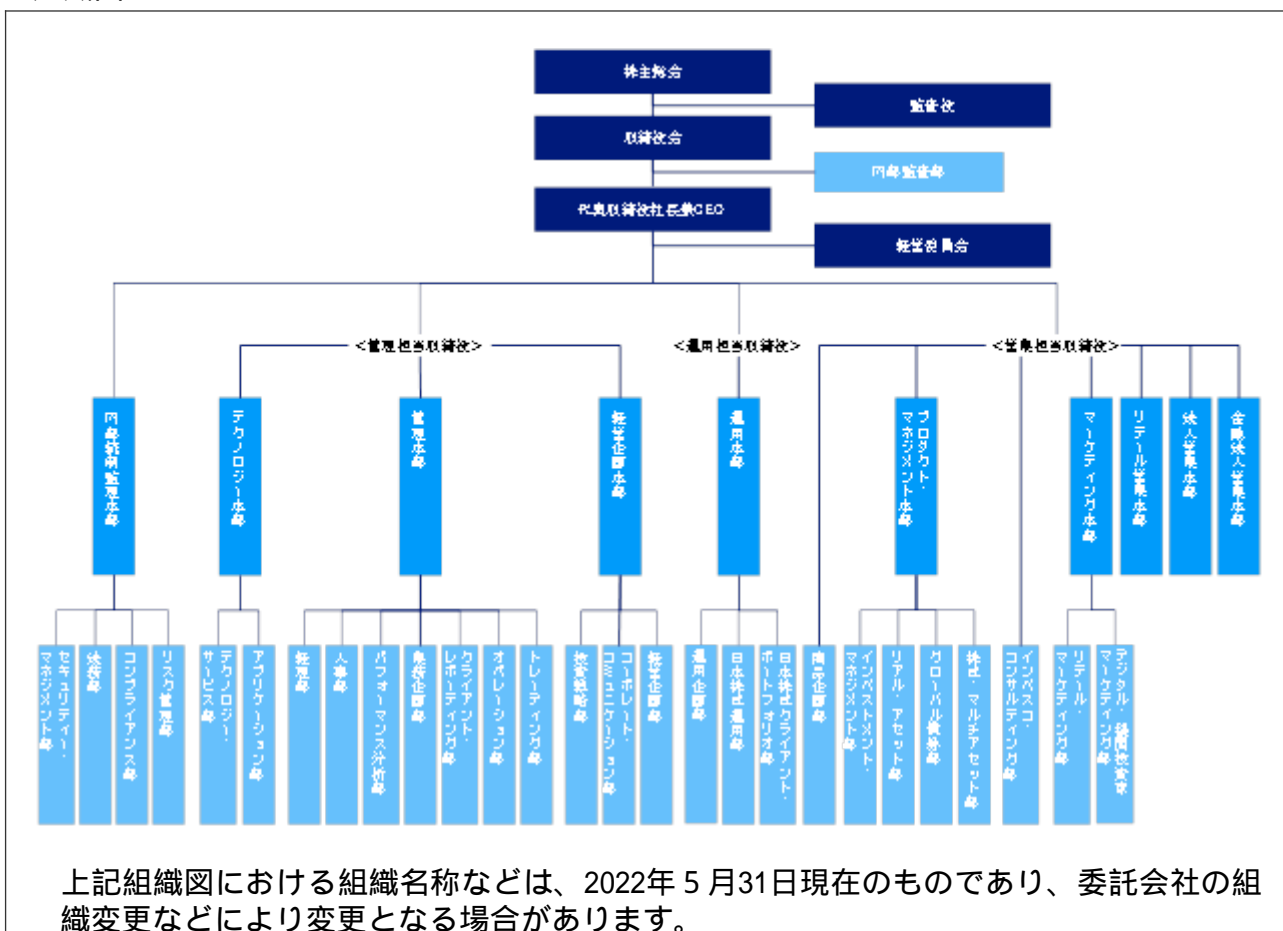 株主総会
監査役
取締役会
内部監査部
代表取締役社長兼CEO
経営委員会
<管理担当取締役>
<運用担当取締役>
<営業担当取締役>
内部統制監理本部
テクノロジー本部
管理本部
経営企画本部
運用本部
プロダクト・
マネジメント本部
マーケティング本部
リテール営業本部
法人営業本部
金融法人営業本部
セキュリティー・
マネジメント部
法務部
コンプライアンス部
リスク管理部
テクノロジー・
サービス部
アプリケーション部
経理部
人事部
パフォーマンス分析部
業務企画部
クライアント・
レポーティング部
オペレーション部
トレーディング部
投資戦略部
コーポレート・
コミュニケーション部
経営企画部
運用企画部
日本株式運用部
日本株式クライアント・
ポートフォリオ部
商品企画部
インベストメント・
マネジメント部
リアル・アセット部
グローバル債券部
株式・マルチアセット部
インベスコ・
コンサルティング部
リテール・
マーケティング部
デジタル・機関投資家
マーケティング部
上記組織図における組織名称などは、2022年5月31日現在のものであり、委託会社の組
織変更などにより変更となる場合があります。